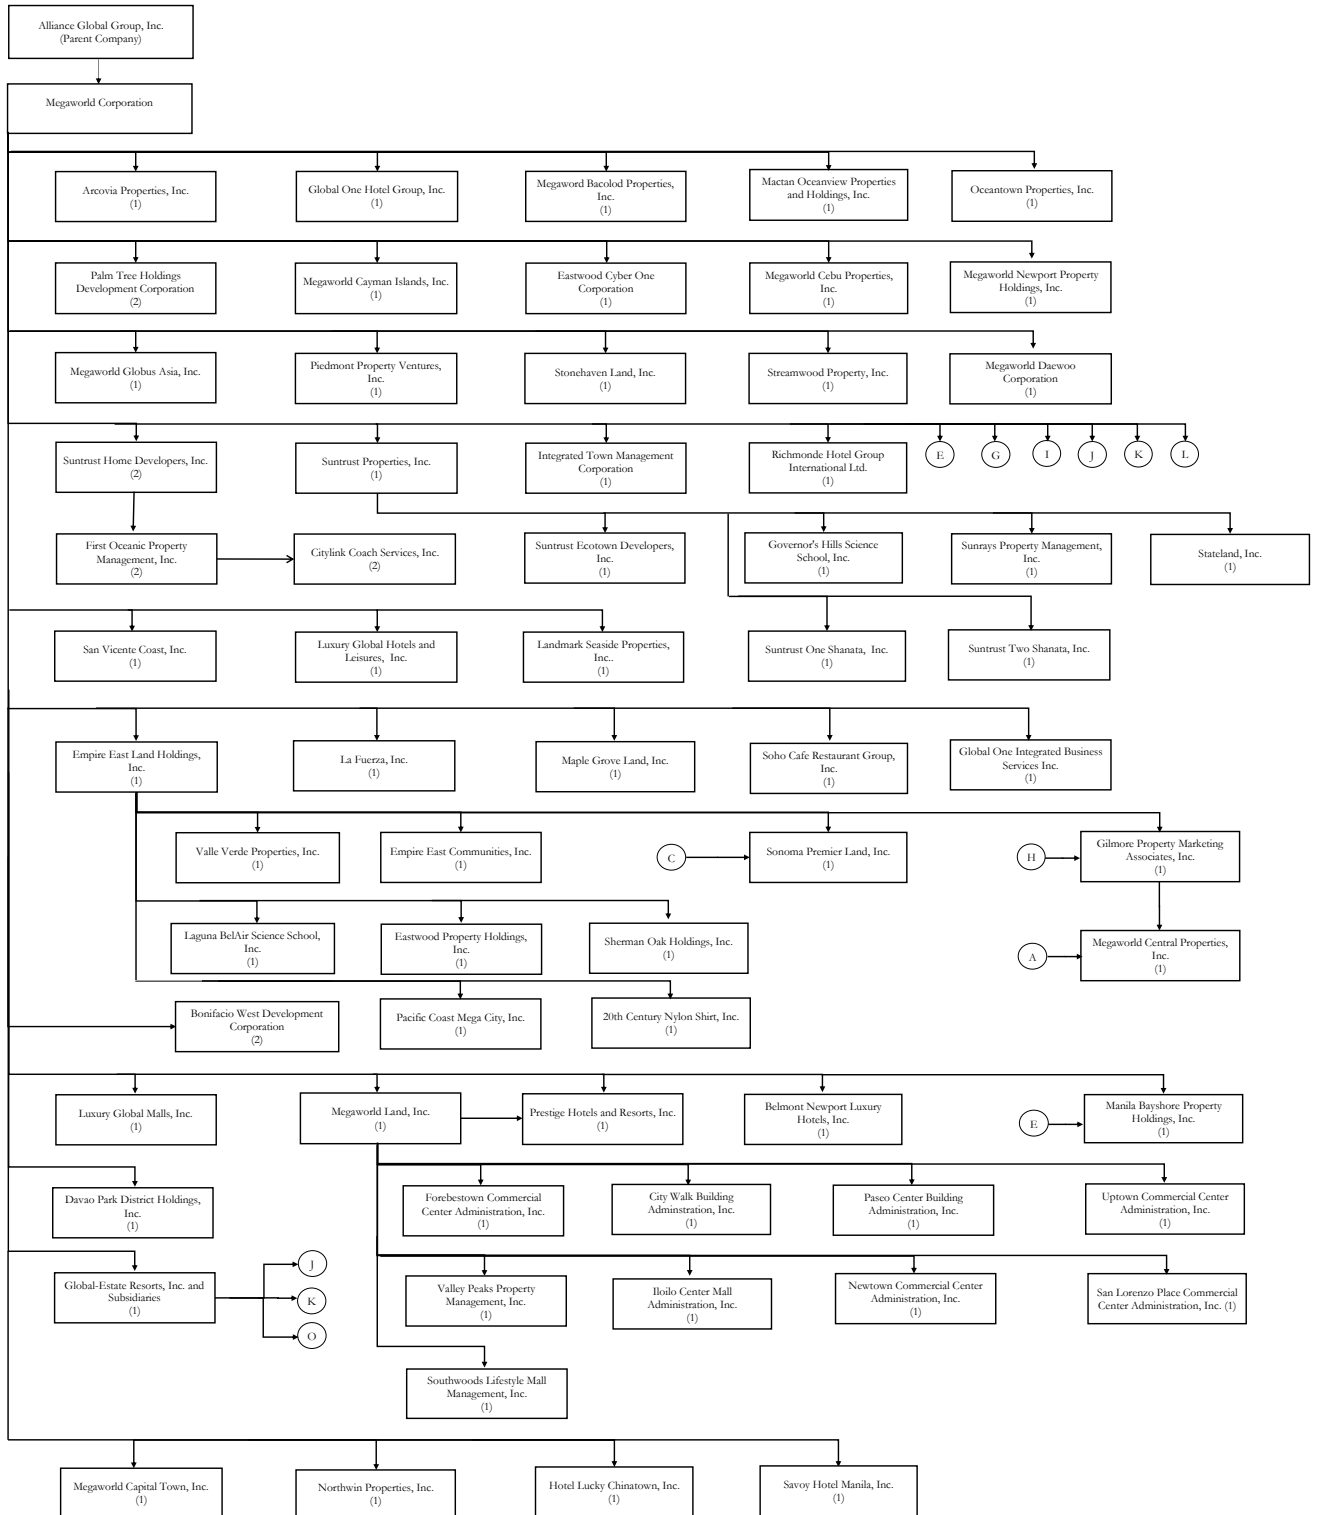 Alliance Global Group, Inc.
(Parent Company)
Megaworld Corporation
Arcovia Properties, Inc.
(1)
Global One Hotel Group, Inc.
(1)
Megaword Bacolod Properties,
Inc.
(1)
Mactan Oceanview Properties
and Holdings, Inc.
(1)
Oceantown Properties, Inc.
(1)
Palm Tree Holdings
Development Corporation
(2)
Megaworld Cayman Islands, Inc.
(1)
Eastwood Cyber One
Corporation
(1)
Megaworld Cebu Properties,
Inc.
(1)
Megaworld Newport Property
Holdings, Inc.
(1)
Megaworld Globus Asia, Inc.
(1)
Piedmont Property Ventures,
Inc.
(1)
Stonehaven Land, Inc.
(1)
Streamwood Property, Inc.
(1)
Megaworld Daewoo
Corporation
(1)
Suntrust Home Developers, Inc.
(2)
Suntrust Properties, Inc.
(1)
Integrated Town Management
Corporation
(1)
Richmonde Hotel Group
International Ltd.
(1)
E
G
I
J
K
L
First Oceanic Property
Management, Inc.
(2)
Citylink Coach Services, Inc.
(2)
Suntrust Ecotown Developers,
Inc.
(1)
Governor's Hills Science
School, Inc.
(1)
Sunrays Property Management,
Inc.
(1)
Stateland, Inc.
(1)
San Vicente Coast, Inc.
(1)
Luxury Global Hotels and
Leisures, Inc.
(1)
Landmark Seaside Properties,
Inc..
(1)
Suntrust One Shanata, Inc.
(1)
Suntrust Two Shanata, Inc.
(1)
Empire East Land Holdings,
Inc.
(1)
La Fuerza, Inc.
(1)
Maple Grove Land, Inc.
(1)
Soho Cafe Restaurant Group,
Inc.
(1)
Global One Integrated Business
Services Inc.
(1)
Valle Verde Properties, Inc.
(1)
Empire East Communities, Inc.
(1)
C
Sonoma Premier Land, Inc.
(1)
H
Gilmore Property Marketing
Associates, Inc.
(1)
Laguna BelAir Science School,
Inc.
(1)
Eastwood Property Holdings,
Inc.
(1)
Sherman Oak Holdings, Inc.
(1)
A
Megaworld Central Properties,
Inc.
(1)
Bonifacio West Development
Corporation
(2)
Pacific Coast Mega City, Inc.
(1)
20th Century Nylon Shirt, Inc.
(1)
Luxury Global Malls, Inc.
(1)
Megaworld Land, Inc.
(1)
Prestige Hotels and Resorts, Inc.
(1)
Belmont Newport Luxury
Hotels, Inc.
(1)
E
Manila Bayshore Property
Holdings, Inc.
(1)
Davao Park District Holdings,
Inc.
(1)
Forebestown Commercial
Center Administration, Inc.
(1)
City Walk Building
Adminstration, Inc.
(1)
Paseo Center Building
Administration, Inc.
(1)
Uptown Commercial Center
Administration, Inc.
(1)
Global-Estate Resorts, Inc. and
Subsidiaries
(1)
J
K
O
Valley Peaks Property
Management, Inc.
(1)
Iloilo Center Mall
Administration, Inc.
(1)
Newtown Commercial Center
Administration, Inc.
(1)
San Lorenzo Place Commercial
Center Administration, Inc. (1)
Southwoods Lifestyle Mall
Management, Inc.
(1)
Megaworld Capital Town, Inc.
(1)
Northwin Properties, Inc.
(1)
Hotel Lucky Chinatown, Inc.
(1)
Savoy Hotel Manila, Inc.
(1)